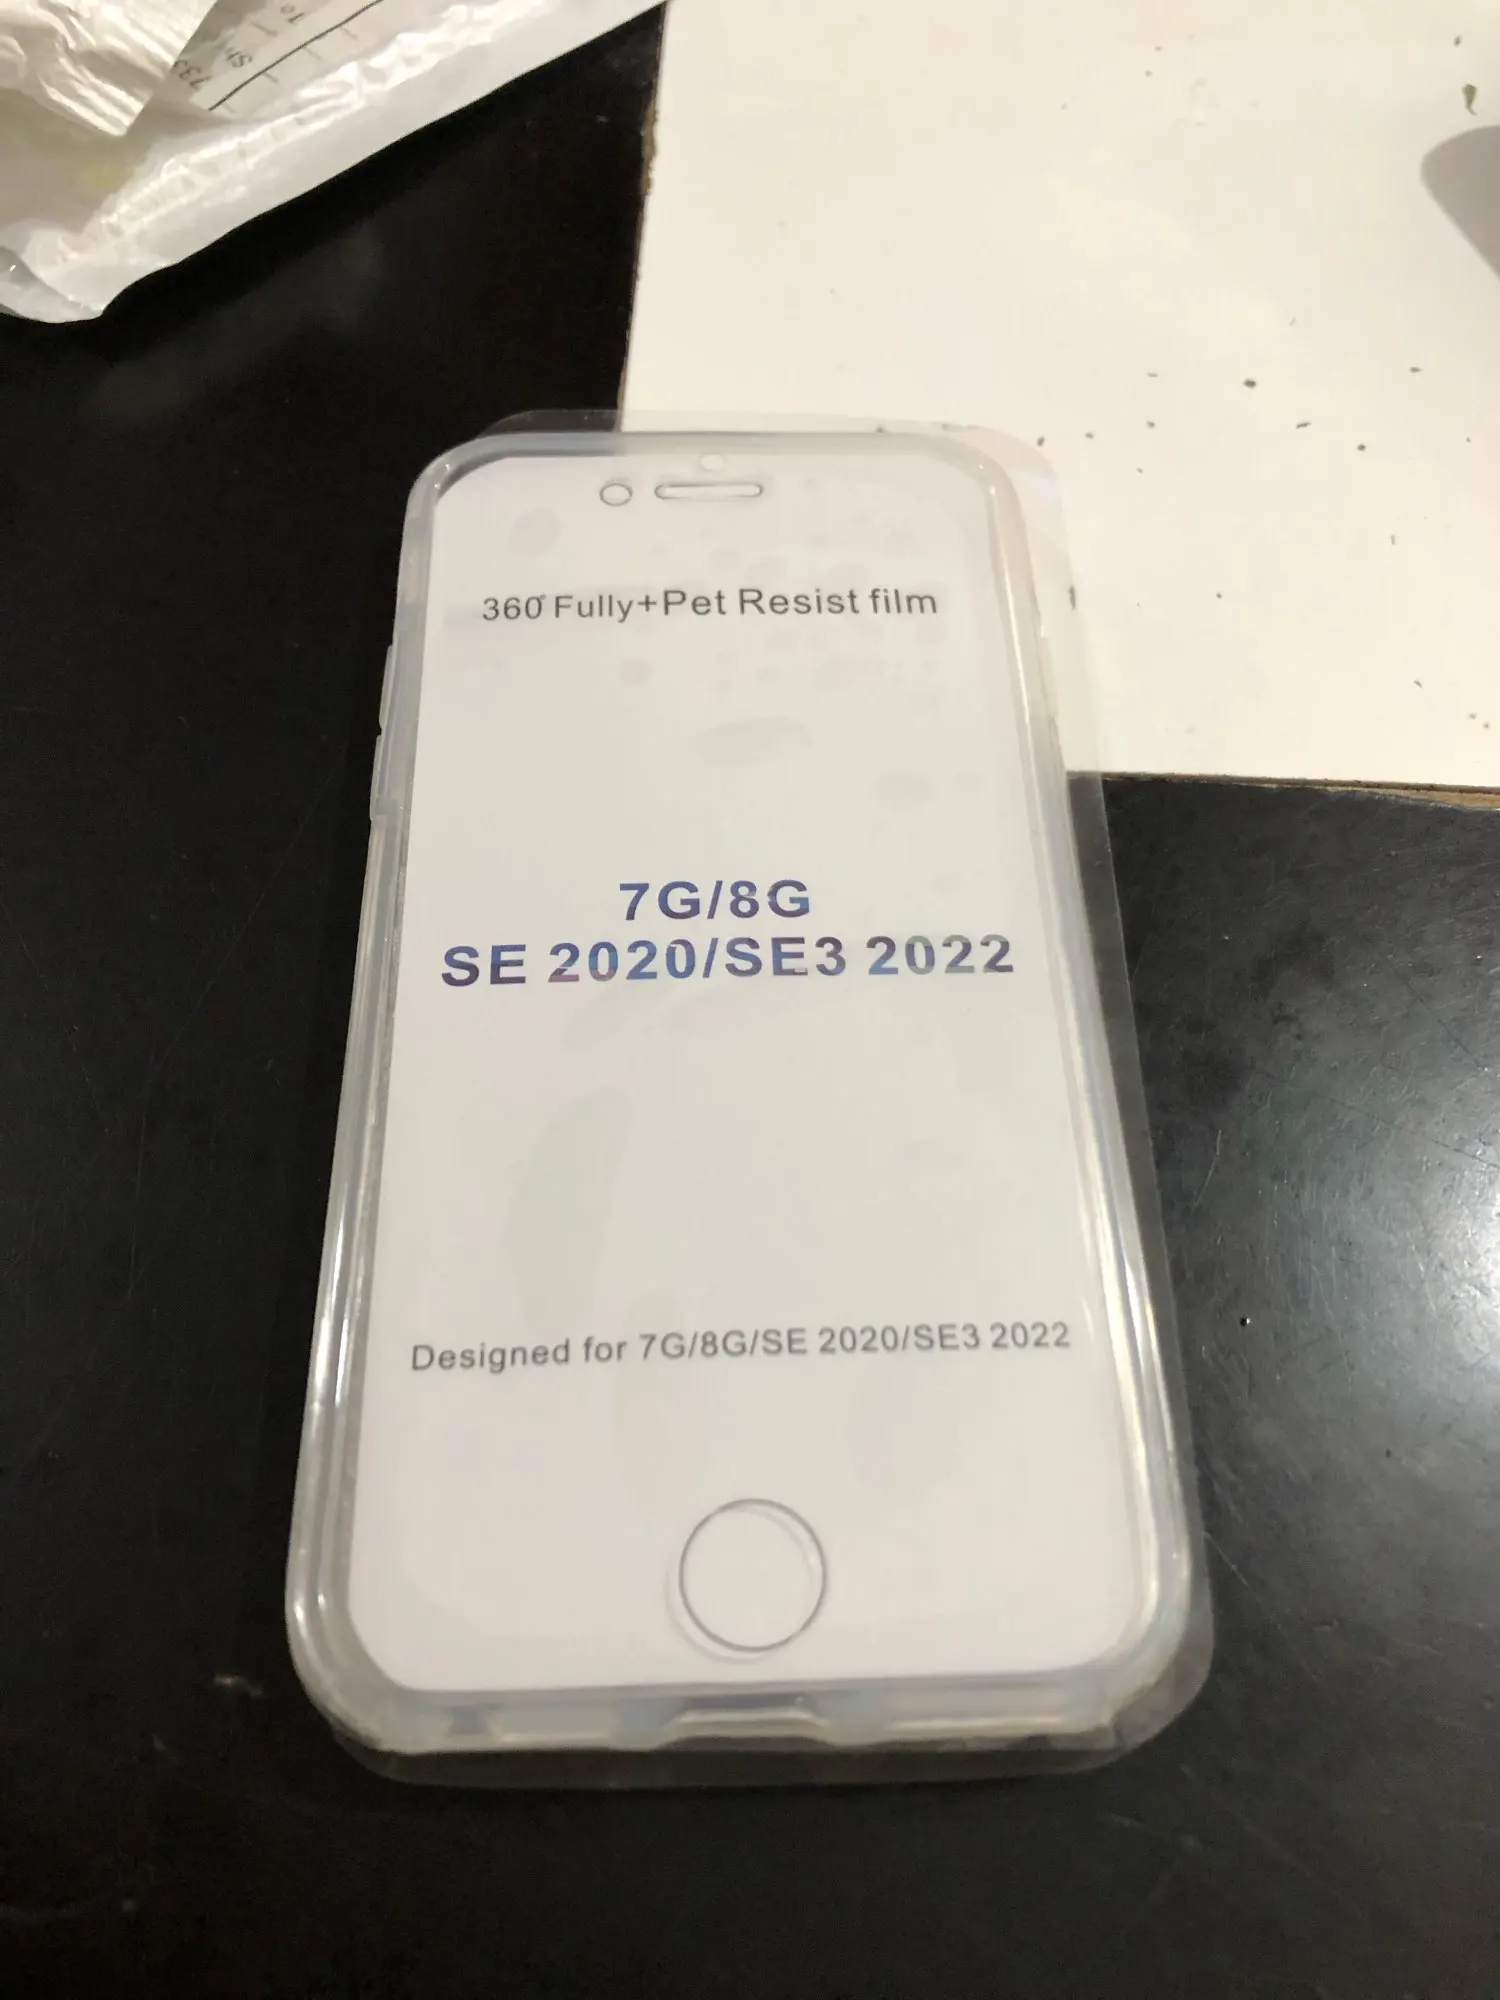 360° Fully+Pet Resist film
7G/8G
SE 2020/SE3 2022
Designed for 7G/8G/SE 2020/SE3 2022